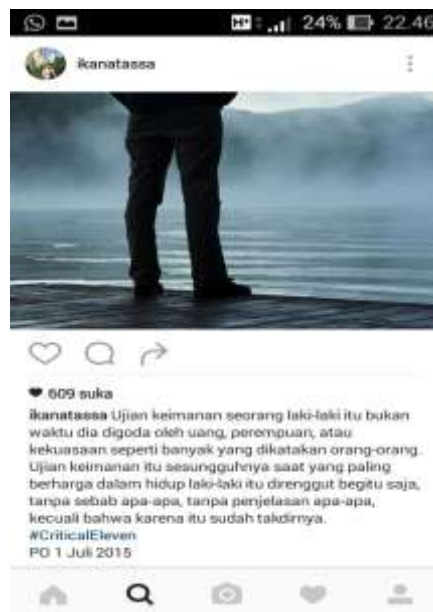 H+ 24% 22.46
ikanatassa
609 suka
ikanatassa Ujian keimanan seorang laki-laki itu bukan
waktu dia digoda oleh uang, perempuan, atau
kekuasaan seperti banyak yang dikatakan orang-orang.
Ujian keimanan itu sesungguhnya saat yang paling
berharga dalam hidup laki-laki itu direnggut begitu saja,
tanpa sebab apa-apa, tanpa penjelasan apa-apa,
kecuali bahwa karena itu sudah takdirnya.
#CriticalEleven
PO 1 Juli 2015